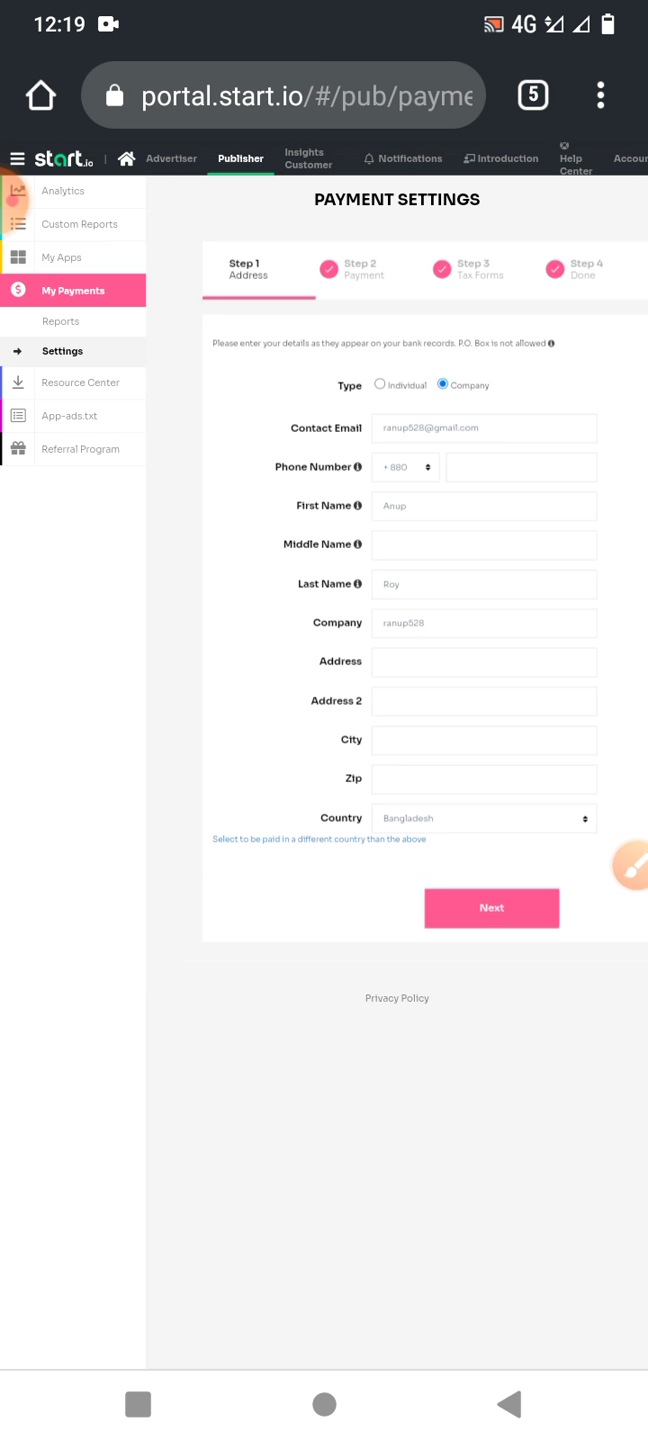 12:19
4G
portal.start.io/#/pub/payme
5
start.io
Advertiser
Publisher
Insights Customer
Notifications
Introduction
Help Center
Accou
Analytics
Custom Reports
My Apps
My Payments
Reports
Settings
Resource Center
App-ads.txt
Referral Program
PAYMENT SETTINGS
Step 1
Address
Step 2
Payment
Step 3
Tax Forms
Step 4
Done
Please enter your details as they appear on your bank records. P.O. Box is not allowed
Type Individual Company
Contact Email ranup528@gmail.com
Phone Number + 880
First Name Anup
Middle Name
Last Name Roy
Company ranup528
Address
Address 2
City
Zip
Country Bangladesh
Select to be paid in a different country than the above
Next
Privacy Policy